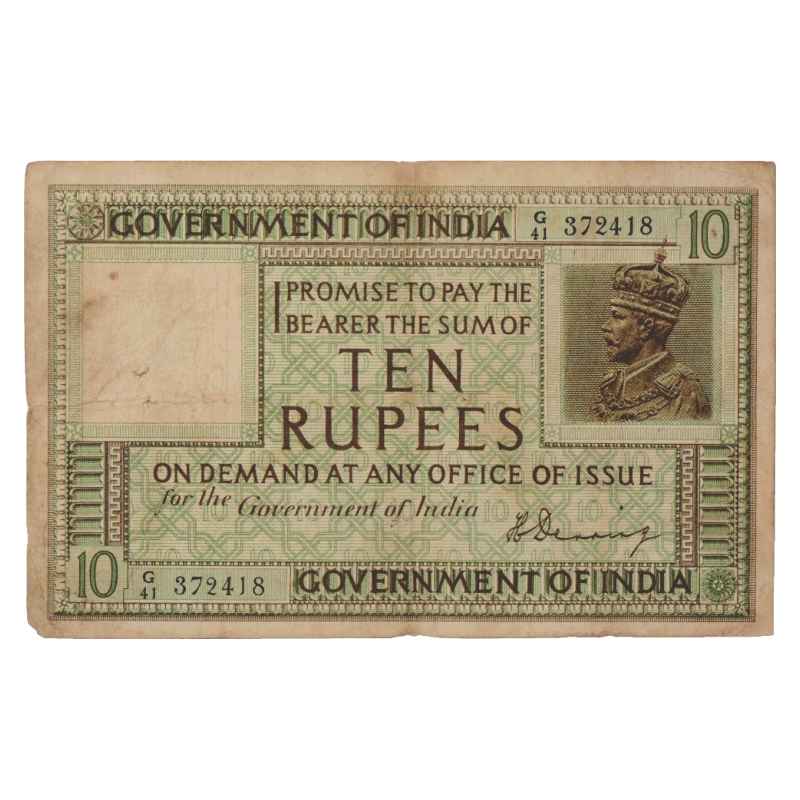 GOVERNMENT OF INDIA G/41 372418 10
I PROMISE TO PAY THE
BEARER THE SUM OF
TEN
RUPEES
ON DEMAND AT ANY OFFICE OF ISSUE
for the Government of India
H Denning
10 G/41 372418 GOVERNMENT OF INDIA